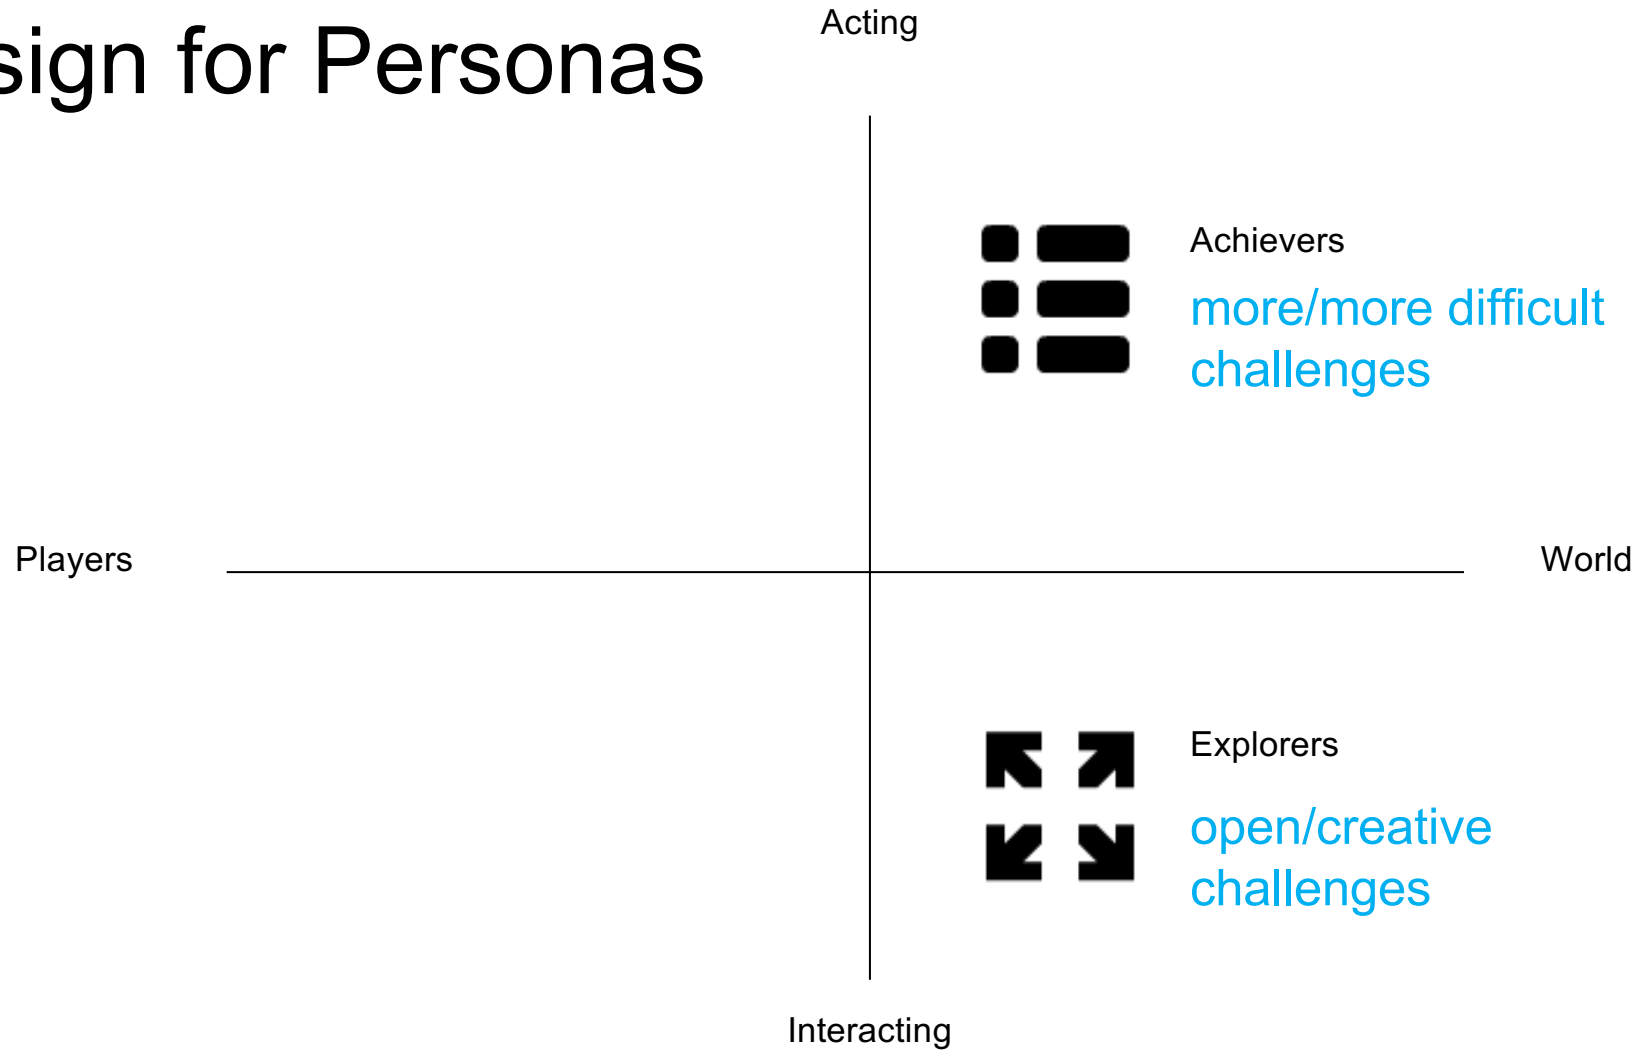 sign for Personas
Acting
Achievers
more/more difficult
challenges
Players
World
Explorers
open/creative
challenges
Interacting